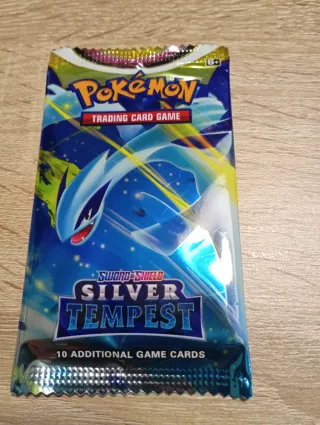 POKéMON
TRADING CARD GAME
SWORD & SHIELD
SILVER
TEMPEST
10 ADDITIONAL GAME CARDS